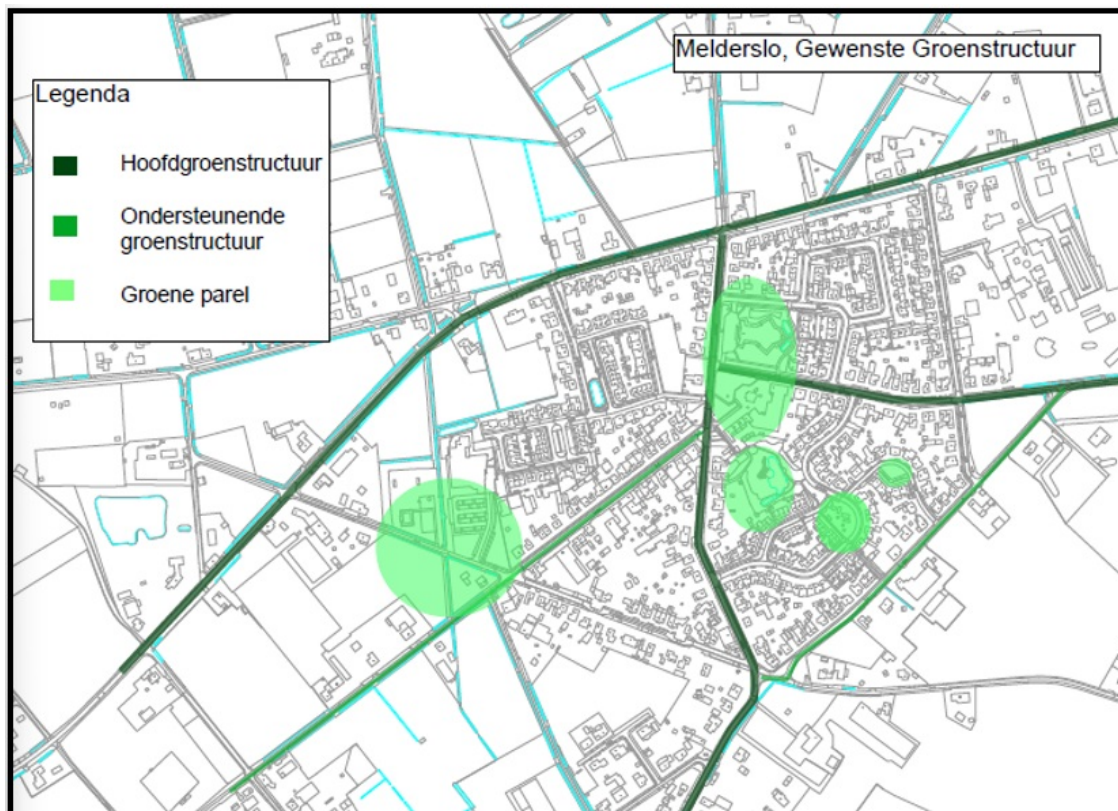 Melderslo, Gewenste Groenstructuur
Legenda
Hoofdgroenstructuur
Ondersteunende
groenstructuur
Groene parel